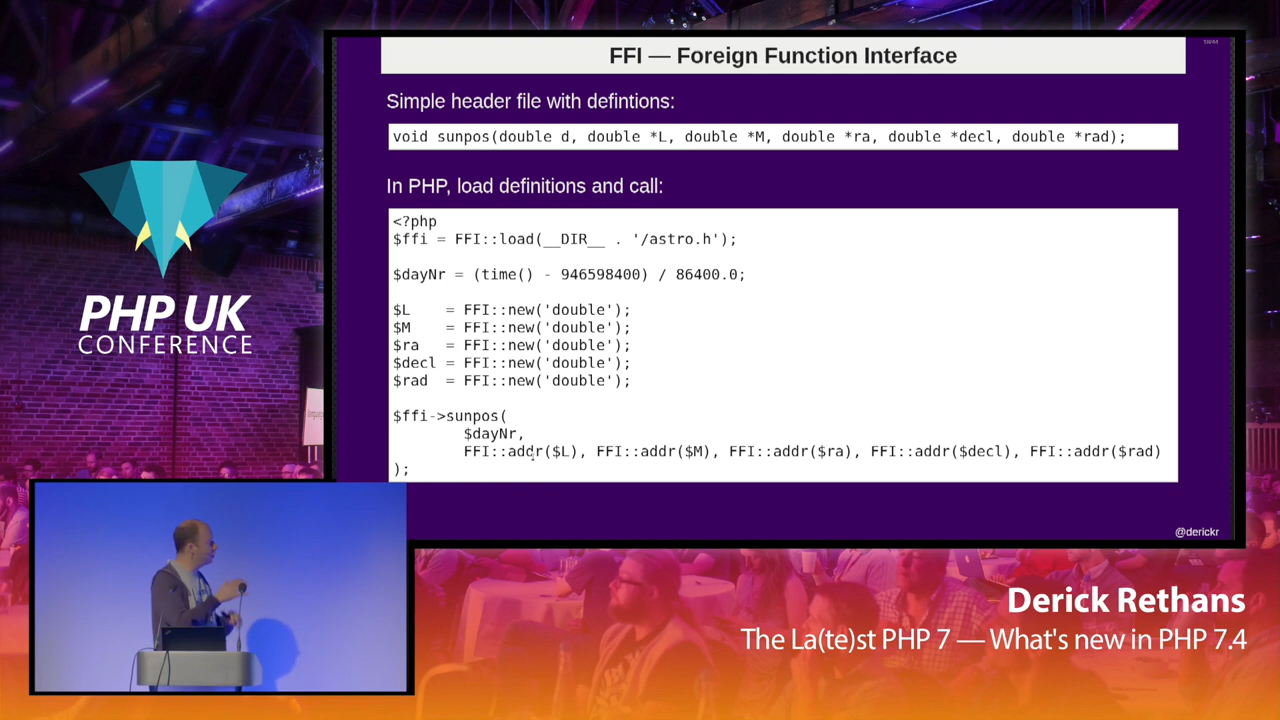 FFI — Foreign Function Interface
Simple header file with defintions:
void sunpos(double d, double *L, double *M, double *ra, double *decl, double *rad);
In PHP, load definitions and call:
<?php
$ffi = FFI::load(__DIR__ . '/astro.h');
$dayNr = (time() - 946598400) / 86400.0;
$L    = FFI::new('double');
$M    = FFI::new('double');
$ra   = FFI::new('double');
$decl = FFI::new('double');
$rad  = FFI::new('double');
$ffi->sunpos(
        $dayNr,
        FFI::addr($L), FFI::addr($M), FFI::addr($ra), FFI::addr($decl), FFI::addr($rad)
);
@derickr
PHP UK
CONFERENCE
Derick Rethans
The La(te)st PHP 7 — What's new in PHP 7.4